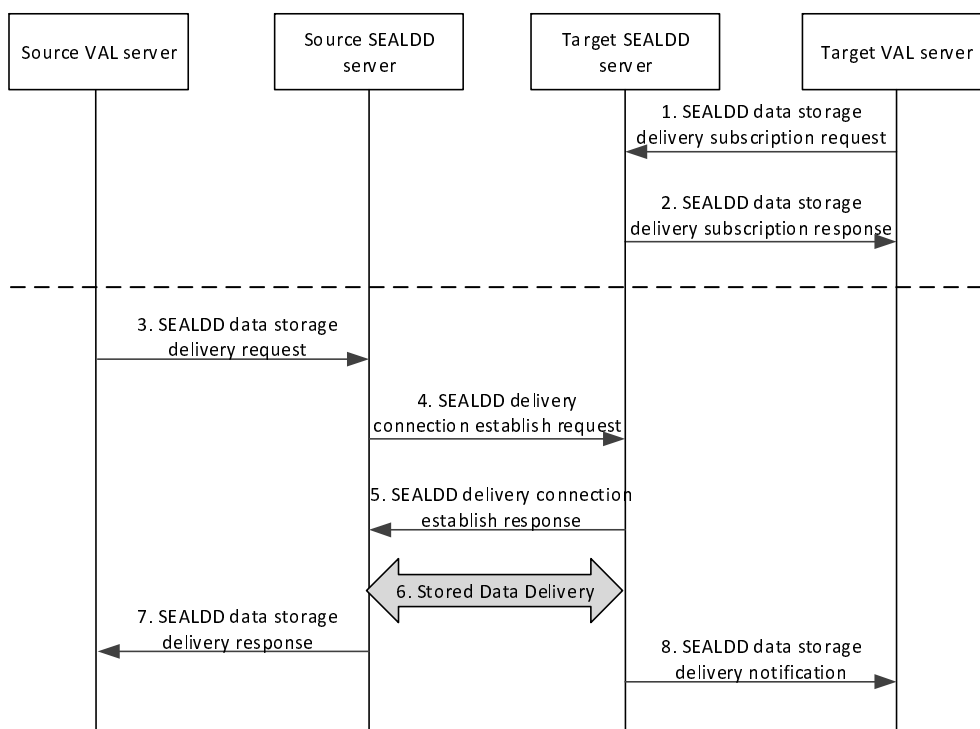 Source VAL server
Source SEALDD
server
Target SEALDD
server
Target VAL server
1. SEALDD data storage
delivery subscription request
2. SEALDD data storage
delivery subscription response
3. SEALDD data storage
delivery request
4. SEALDD delivery
connection establish request
5. SEALDD delivery connection
establish response
6. Stored Data Delivery
7. SEALDD data storage
delivery response
8. SEALDD data storage
delivery notification